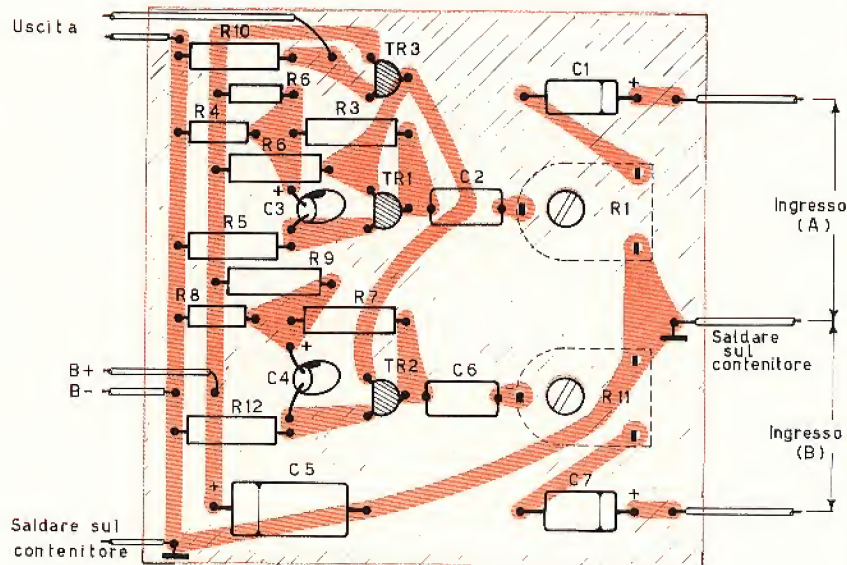 Uscita
R10
TR3
R6
C1
+
R4
R3
R6
+
TR1
C2
C3
R1
Ingresso
(A)
R5
R9
R8
R7
Saldare
sul
contenitore
+
B+
C4
TR2
C6
B-
R11
R12
Ingresso
(B)
+
C5
C7
+
Saldare sul
contenitore